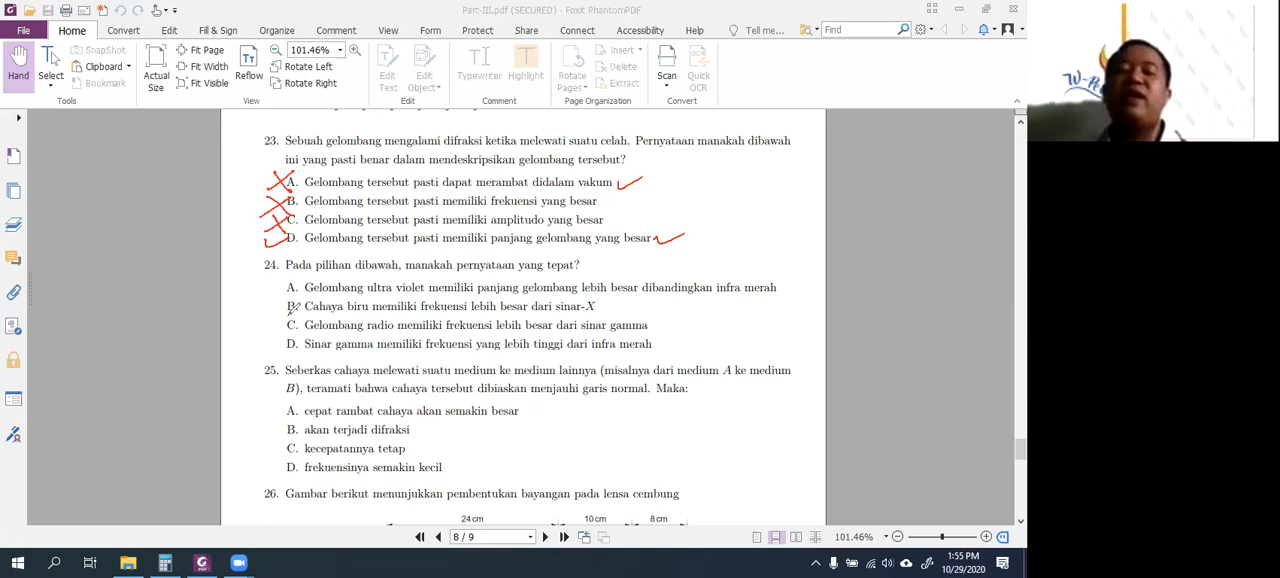 Part-III.pdf (SECURED) - Foxit PhantomPDF
File Home Convert Edit Fill & Sign Organize Comment View Form Protect Share Connect Accessibility Help Tell me... Find
Hand
Select
SnapShot
Clipboard
Bookmark
Tools
Actual Size
Fit Page
Fit Width
Fit Visible
Reflow
101.46%
Rotate Left
Rotate Right
View
Edit Text
Edit Object
Edit
Typewriter
Highlight
Comment
Rotate Pages
Insert
Delete
Extract
Page Organization
Scan
Quick OCR
Convert
23. Sebuah gelombang mengalami difraksi ketika melewati suatu celah. Pernyataan manakah dibawah
ini yang pasti benar dalam mendeskripsikan gelombang tersebut?
A. Gelombang tersebut pasti dapat merambat didalam vakum
B. Gelombang tersebut pasti memiliki frekuensi yang besar
C. Gelombang tersebut pasti memiliki amplitudo yang besar
D. Gelombang tersebut pasti memiliki panjang gelombang yang besar
24. Pada pilihan dibawah, manakah pernyataan yang tepat?
A. Gelombang ultra violet memiliki panjang gelombang lebih besar dibandingkan infra merah
B. Cahaya biru memiliki frekuensi lebih besar dari sinar-X
C. Gelombang radio memiliki frekuensi lebih besar dari sinar gamma
D. Sinar gamma memiliki frekuensi yang lebih tinggi dari infra merah
25. Seberkas cahaya melewati suatu medium ke medium lainnya (misalnya dari medium A ke medium
B), teramati bahwa cahaya tersebut dibiaskan menjauhi garis normal. Maka:
A. cepat rambat cahaya akan semakin besar
B. akan terjadi difraksi
C. kecepatannya tetap
D. frekuensinya semakin kecil
26. Gambar berikut menunjukkan pembentukan bayangan pada lensa cembung
24 cm 10 cm 8 cm
8 / 9
101.46%
1:55 PM
10/29/2020